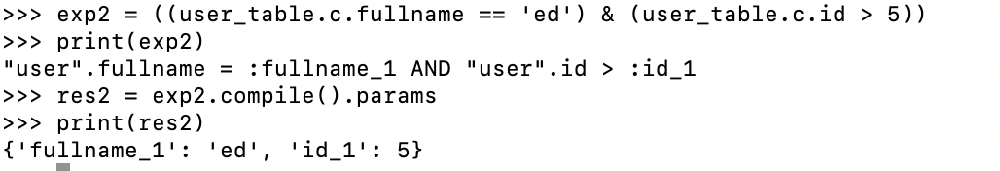 >>> exp2 = ((user_table.c.fullname == 'ed') & (user_table.c.id > 5))
>>> print(exp2)
"user".fullname = :fullname_1 AND "user".id > :id_1
>>> res2 = exp2.compile().params
>>> print(res2)
{'fullname_1': 'ed', 'id_1': 5}